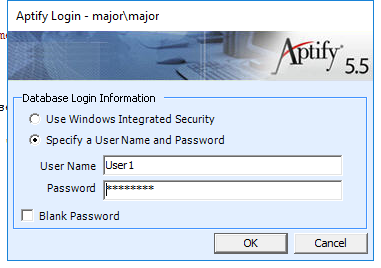 Aptify Login - major\major
Aptify® 5.5
Database Login Information
Use Windows Integrated Security
Specify a User Name and Password
User Name User1
Password ********
Blank Password
OK Cancel